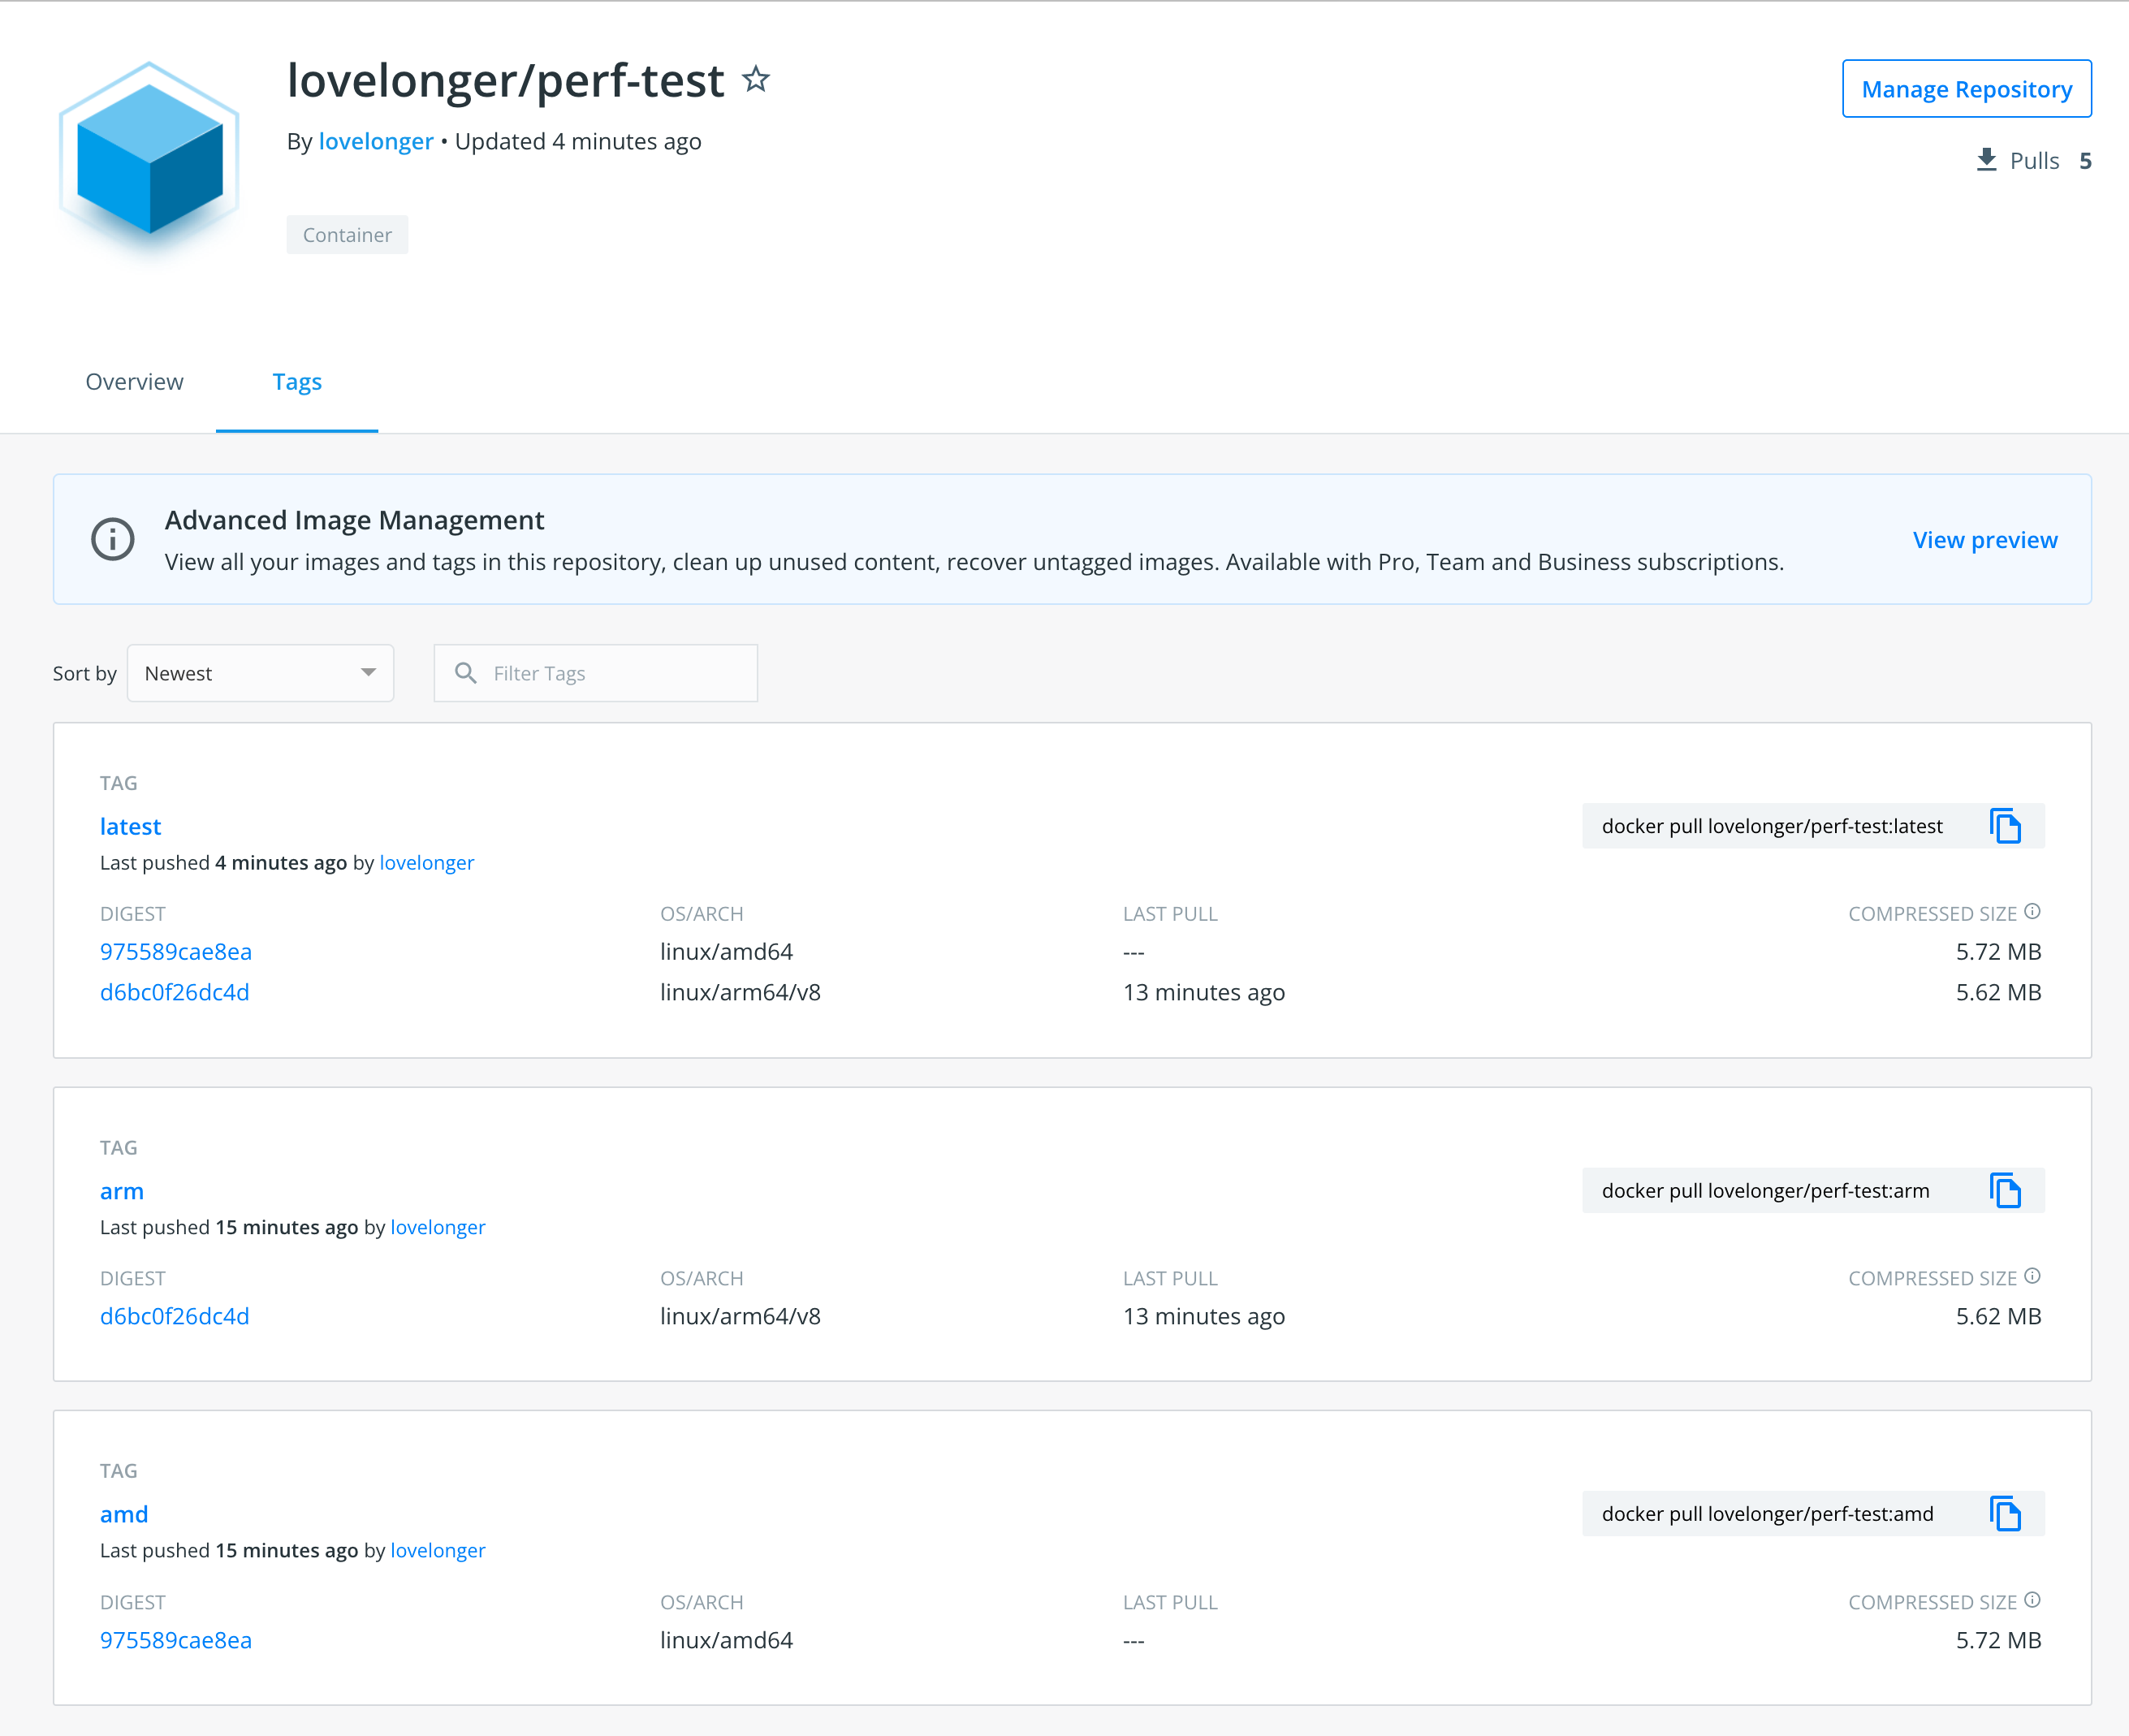 lovelonger/perf-test
By lovelonger • Updated 4 minutes ago
Manage Repository
Pulls 5
Container
Overview Tags
Advanced Image Management
View all your images and tags in this repository, clean up unused content, recover untagged images. Available with Pro, Team and Business subscriptions.
View preview
Sort by Newest Filter Tags
TAG
latest
docker pull lovelonger/perf-test:latest
Last pushed 4 minutes ago by lovelonger
DIGEST OS/ARCH LAST PULL COMPRESSED SIZE
975589cae8ea linux/amd64 --- 5.72 MB
d6bc0f26dc4d linux/arm64/v8 13 minutes ago 5.62 MB
TAG
arm
docker pull lovelonger/perf-test:arm
Last pushed 15 minutes ago by lovelonger
DIGEST OS/ARCH LAST PULL COMPRESSED SIZE
d6bc0f26dc4d linux/arm64/v8 13 minutes ago 5.62 MB
TAG
amd
docker pull lovelonger/perf-test:amd
Last pushed 15 minutes ago by lovelonger
DIGEST OS/ARCH LAST PULL COMPRESSED SIZE
975589cae8ea linux/amd64 --- 5.72 MB